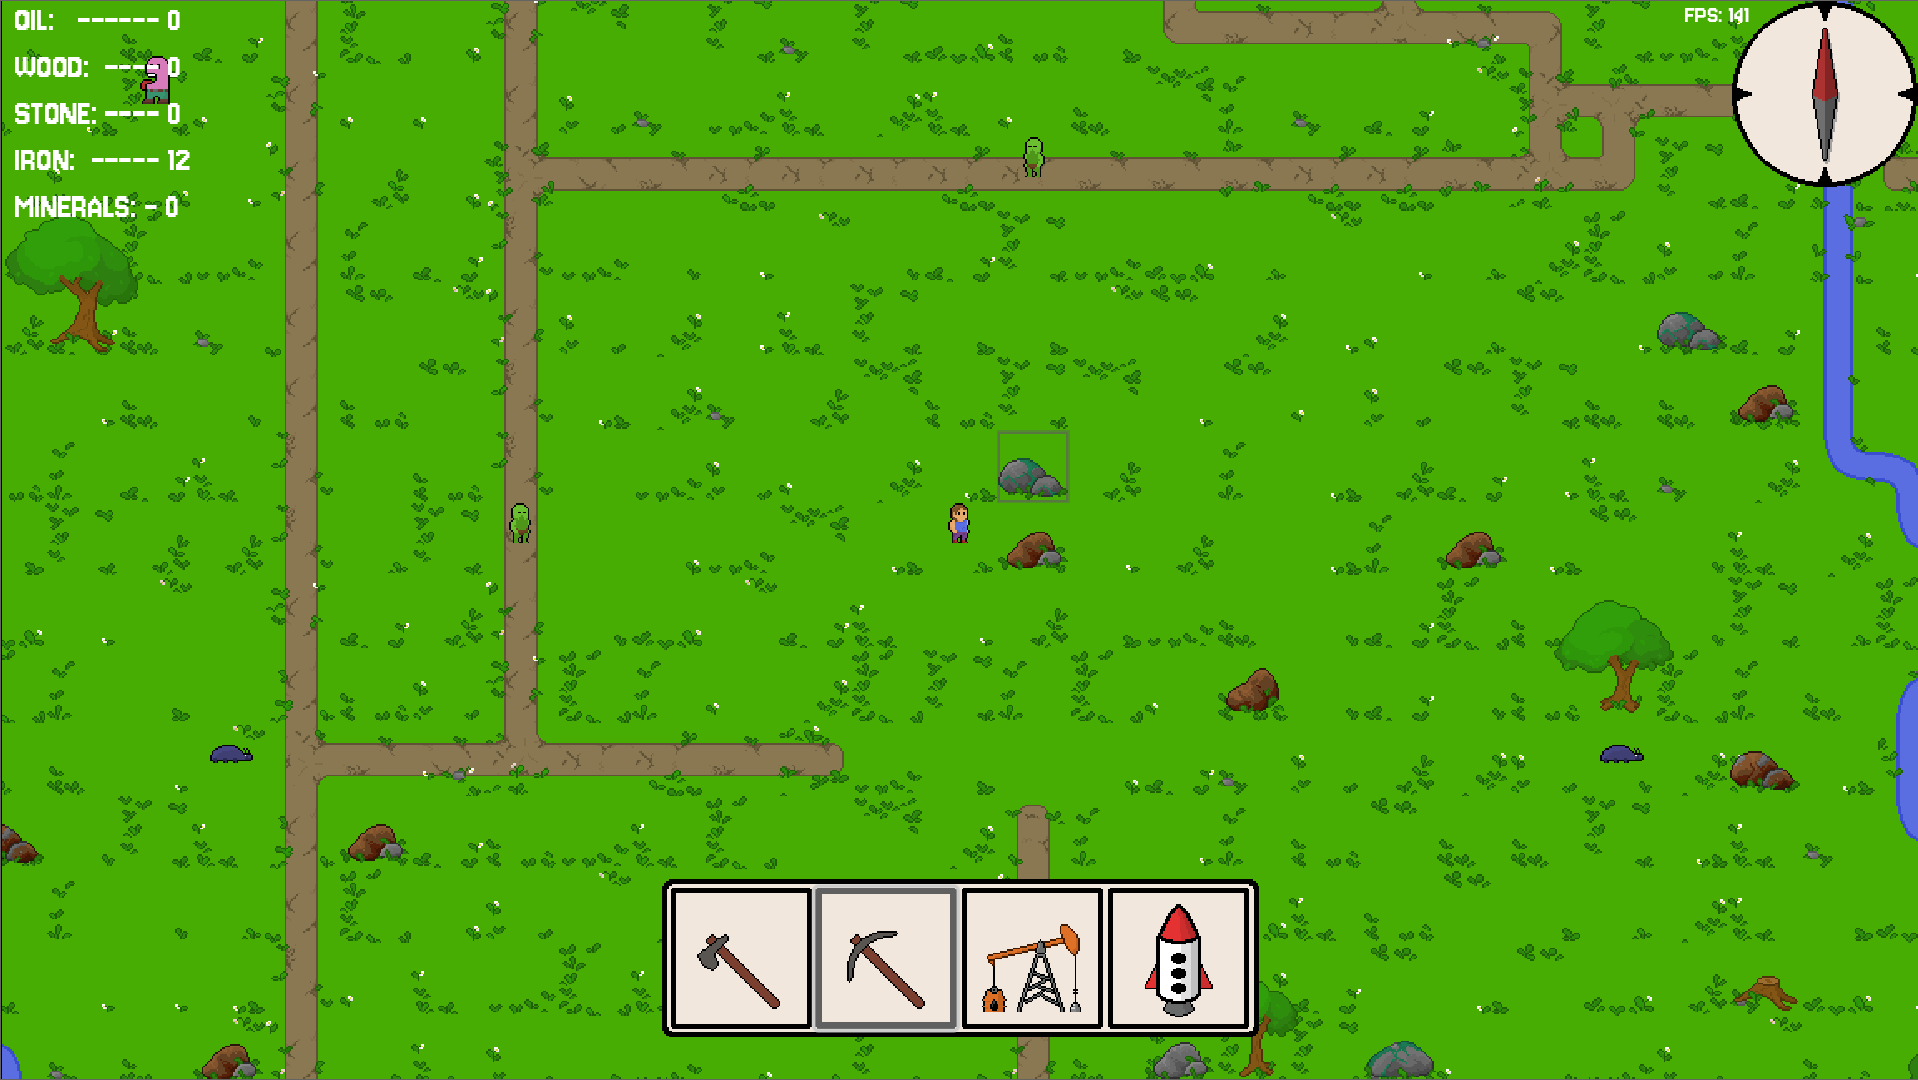 OIL: ------ 0
FPS: 141
WOOD: ---- 0
STONE: ---- 0
IRON: ----- 12
MINERALS: - 0